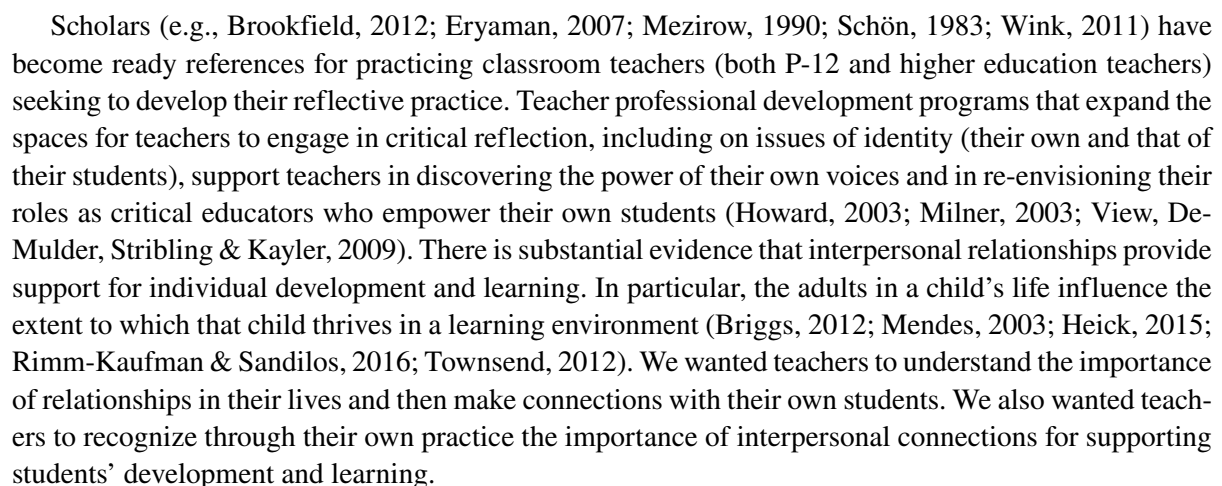 Scholars (e.g., Brookfield, 2012; Eryaman, 2007; Mezirow, 1990; Schön, 1983; Wink, 2011) have
become ready references for practicing classroom teachers (both P-12 and higher education teachers)
seeking to develop their reflective practice. Teacher professional development programs that expand the
spaces for teachers to engage in critical reflection, including on issues of identity (their own and that of
their students), support teachers in discovering the power of their own voices and in re-envisioning their
roles as critical educators who empower their own students (Howard, 2003; Milner, 2003; View, De-
Mulder, Stribling & Kayler, 2009). There is substantial evidence that interpersonal relationships provide
support for individual development and learning. In particular, the adults in a child’s life influence the
extent to which that child thrives in a learning environment (Briggs, 2012; Mendes, 2003; Heick, 2015;
Rimm-Kaufman & Sandilos, 2016; Townsend, 2012). We wanted teachers to understand the importance
of relationships in their lives and then make connections with their own students. We also wanted teach-
ers to recognize through their own practice the importance of interpersonal connections for supporting
students’ development and learning.